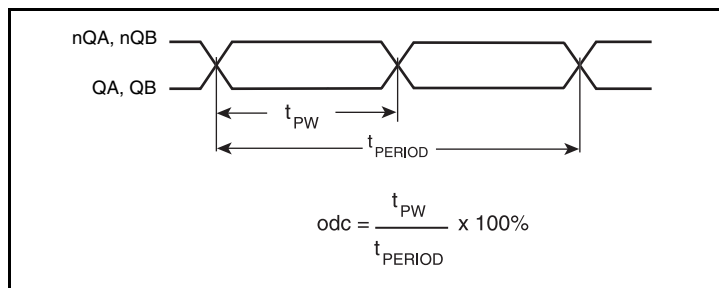 nQA, nQB
QA, QB
tPW
tPERIOD
odc = tPW / tPERIOD x 100%